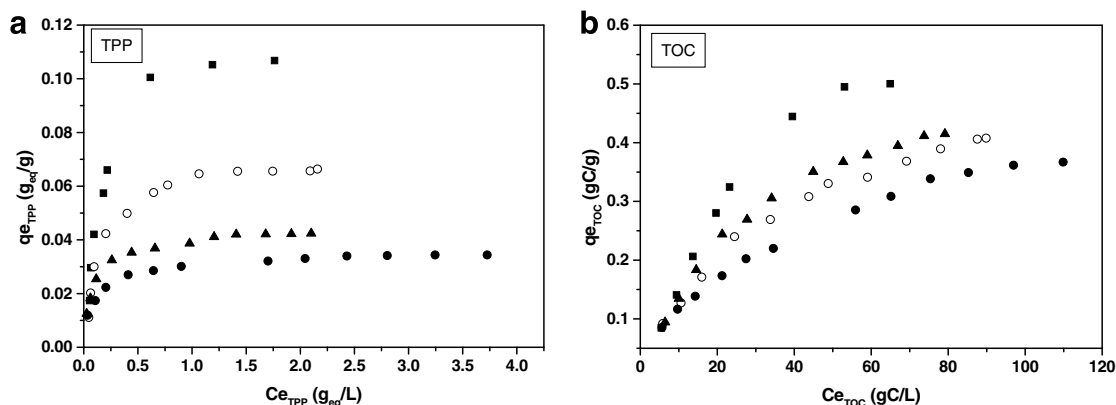 a
TPP
0.12
0.10
0.08
0.06
0.04
0.02
0.00
qe_TPP (g_eq/g)
0.0 0.5 1.0 1.5 2.0 2.5 3.0 3.5 4.0
Ce_TPP (g_eq/L)
b
TOC
0.6
0.5
0.4
0.3
0.2
0.1
qe_TOC (gC/g)
0 20 40 60 80 100 120
Ce_TOC (gC/L)